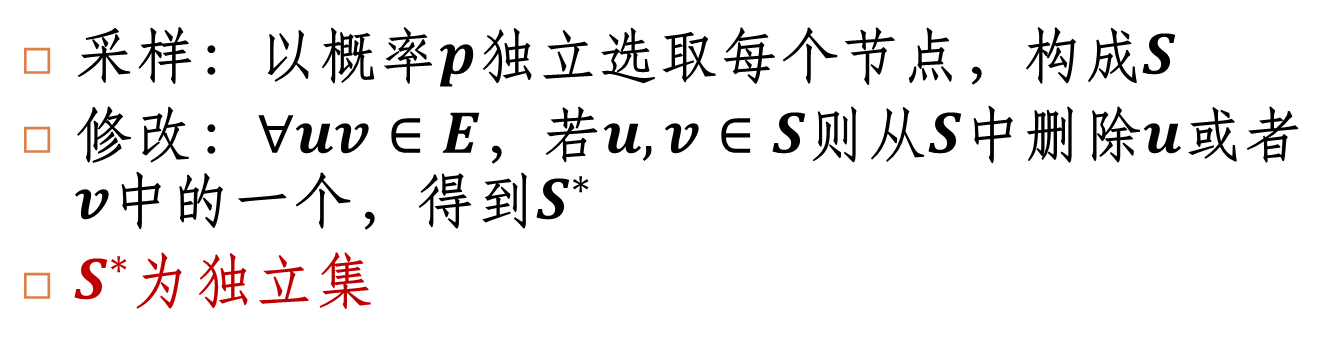 采样：以概率p独立选取每个节点，构成S
修改：∀uv ∈ E，若u, v ∈ S则从S中删除u或者
v中的一个，得到S*
S*为独立集